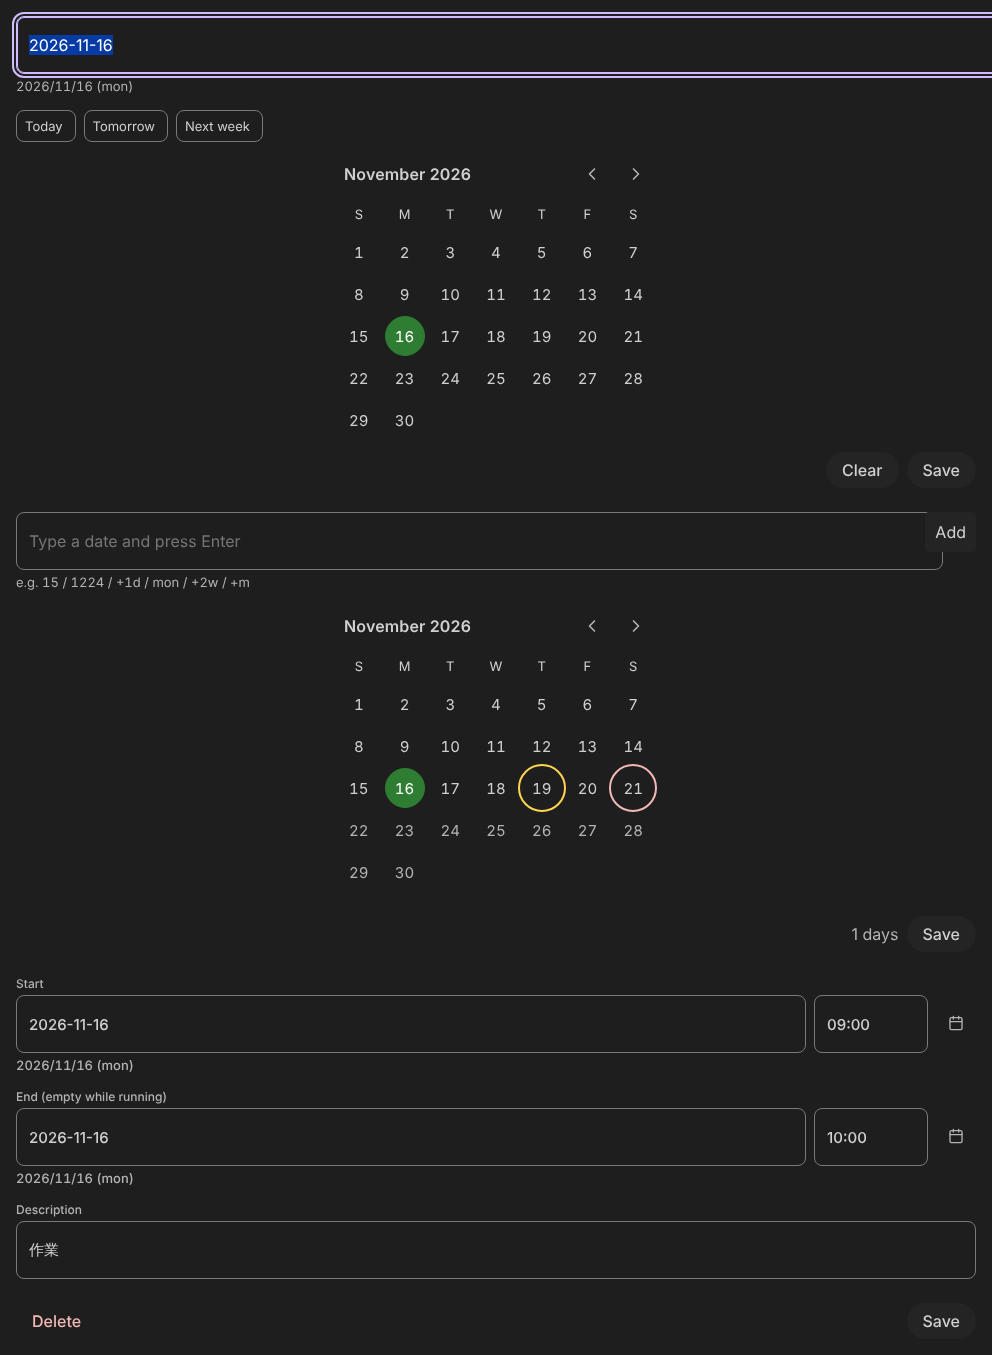 2026-11-16
2026/11/16 (mon)
Today Tomorrow Next week
November 2026
S M T W T F S
1 2 3 4 5 6 7
8 9 10 11 12 13 14
15 16 17 18 19 20 21
22 23 24 25 26 27 28
29 30
Clear Save
Type a date and press Enter
Add
e.g. 15 / 1224 / +1d / mon / +2w / +m
November 2026
S M T W T F S
1 2 3 4 5 6 7
8 9 10 11 12 13 14
15 16 17 18 19 20 21
22 23 24 25 26 27 28
29 30
1 days Save
Start
2026-11-16 09:00
2026/11/16 (mon)
End (empty while running)
2026-11-16 10:00
2026/11/16 (mon)
Description
作業
Delete Save